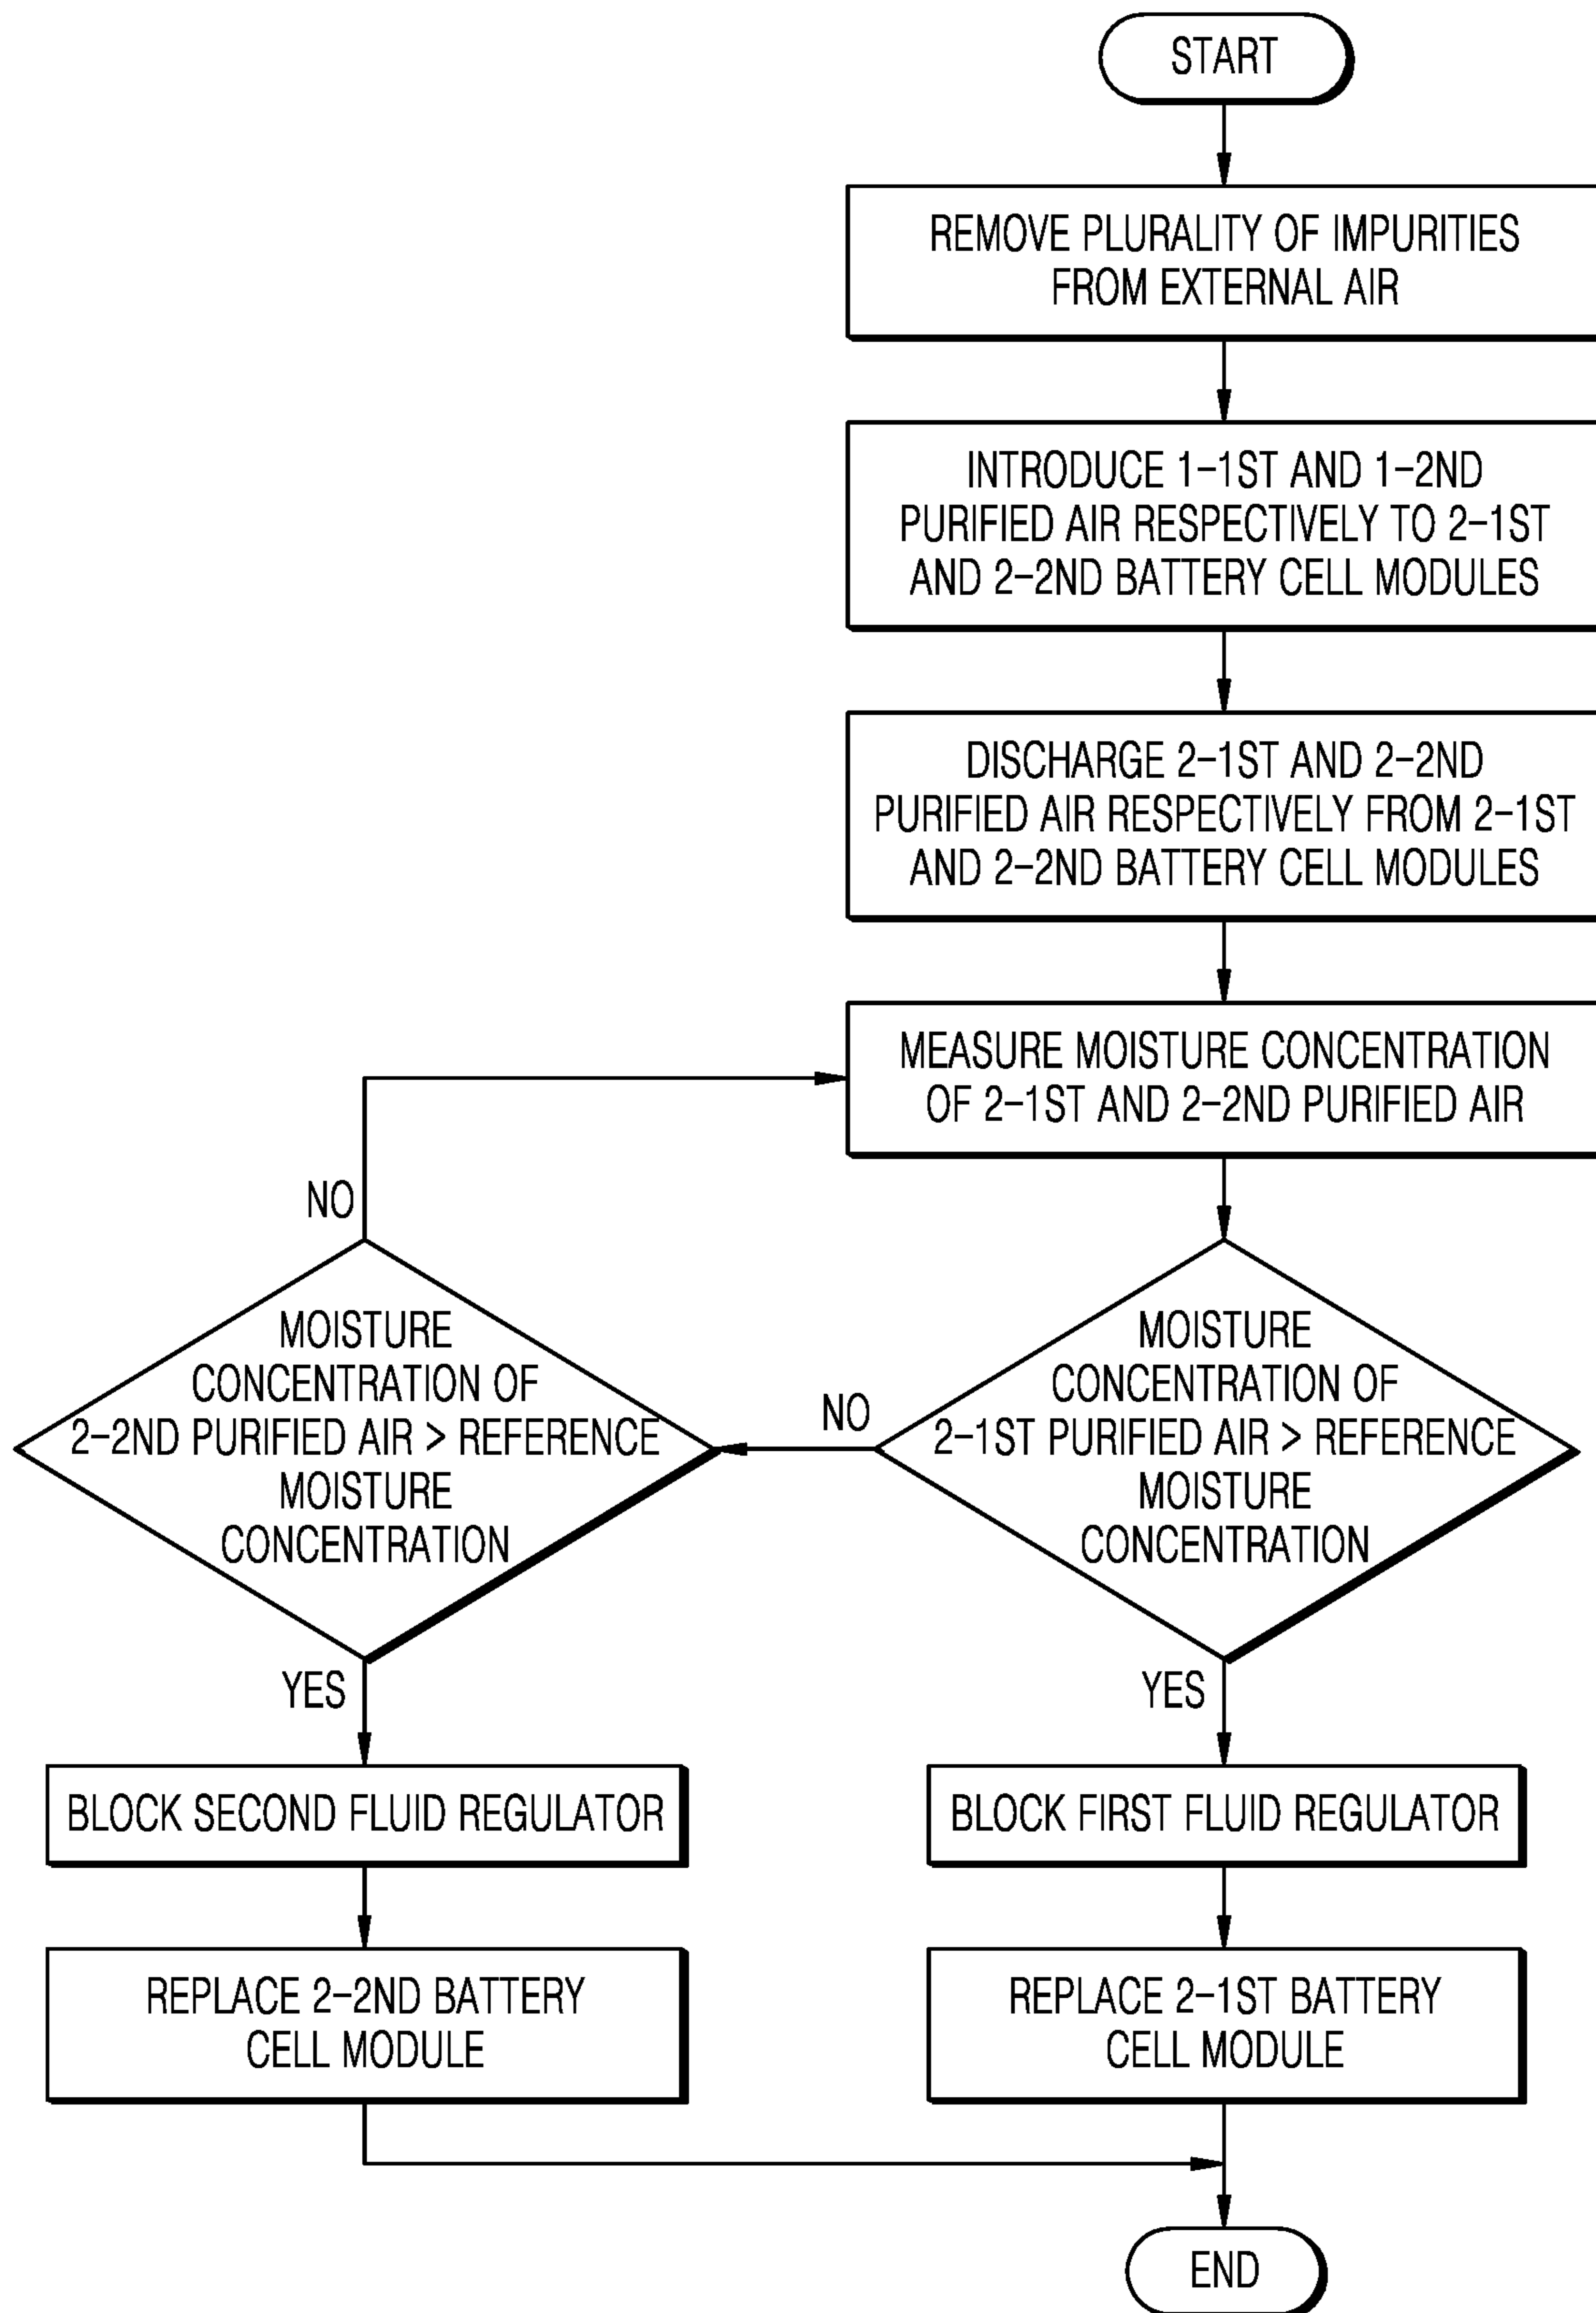 START
REMOVE PLURALITY OF IMPURITIES
FROM EXTERNAL AIR
INTRODUCE 1-1ST AND 1-2ND
PURIFIED AIR RESPECTIVELY TO 2-1ST
AND 2-2ND BATTERY CELL MODULES
DISCHARGE 2-1ST AND 2-2ND
PURIFIED AIR RESPECTIVELY FROM 2-1ST
AND 2-2ND BATTERY CELL MODULES
MEASURE MOISTURE CONCENTRATION
OF 2-1ST AND 2-2ND PURIFIED AIR
MOISTURE
CONCENTRATION OF
2-1ST PURIFIED AIR > REFERENCE
MOISTURE
CONCENTRATION
NO
MOISTURE
CONCENTRATION OF
2-2ND PURIFIED AIR > REFERENCE
MOISTURE
CONCENTRATION
NO
YES
BLOCK SECOND FLUID REGULATOR
REPLACE 2-2ND BATTERY
CELL MODULE
YES
BLOCK FIRST FLUID REGULATOR
REPLACE 2-1ST BATTERY
CELL MODULE
END